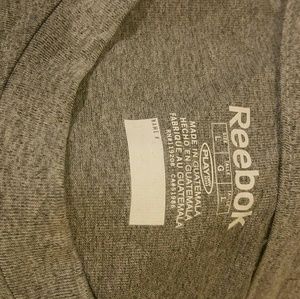 Reebok
L G L
PLAYDRY
MADE IN GUATEMALA
HECHO EN GUATEMALA
FABRIQUÉ AU GUATEMALA